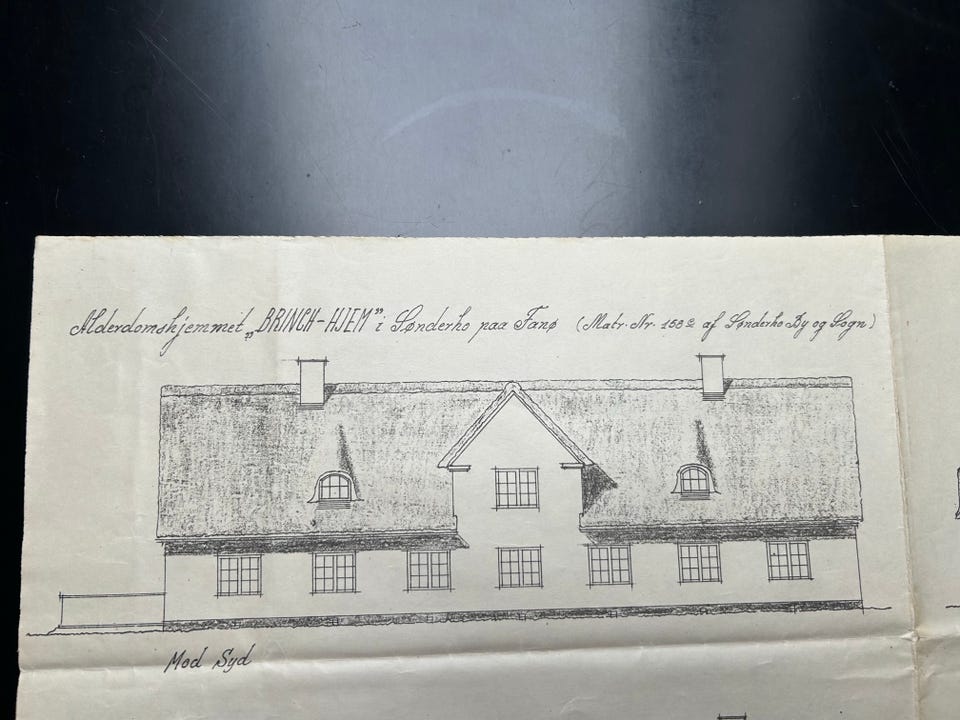 Alderdomshjemmet „BRINCH-HJEM” i Sønderho paa Fanø (Matr. Nr. 158ᵃ af Sønderho By og Sogn)
Mod Syd